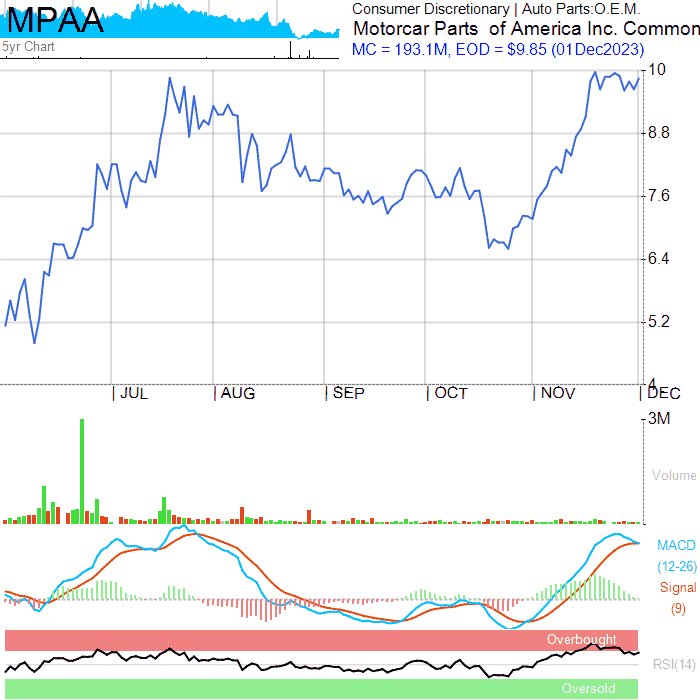 MPAA
5yr Chart
Consumer Discretionary | Auto Parts:O.E.M.
Motorcar Parts of America Inc. Common
MC = 193.1M, EOD = $9.85 (01Dec2023)
10
8.8
7.6
6.4
5.2
4
| JUL | AUG | SEP | OCT | NOV | DEC
3M
Volume
MACD
(12-26)
Signal
(9)
Overbought
RSI(14)
Oversold